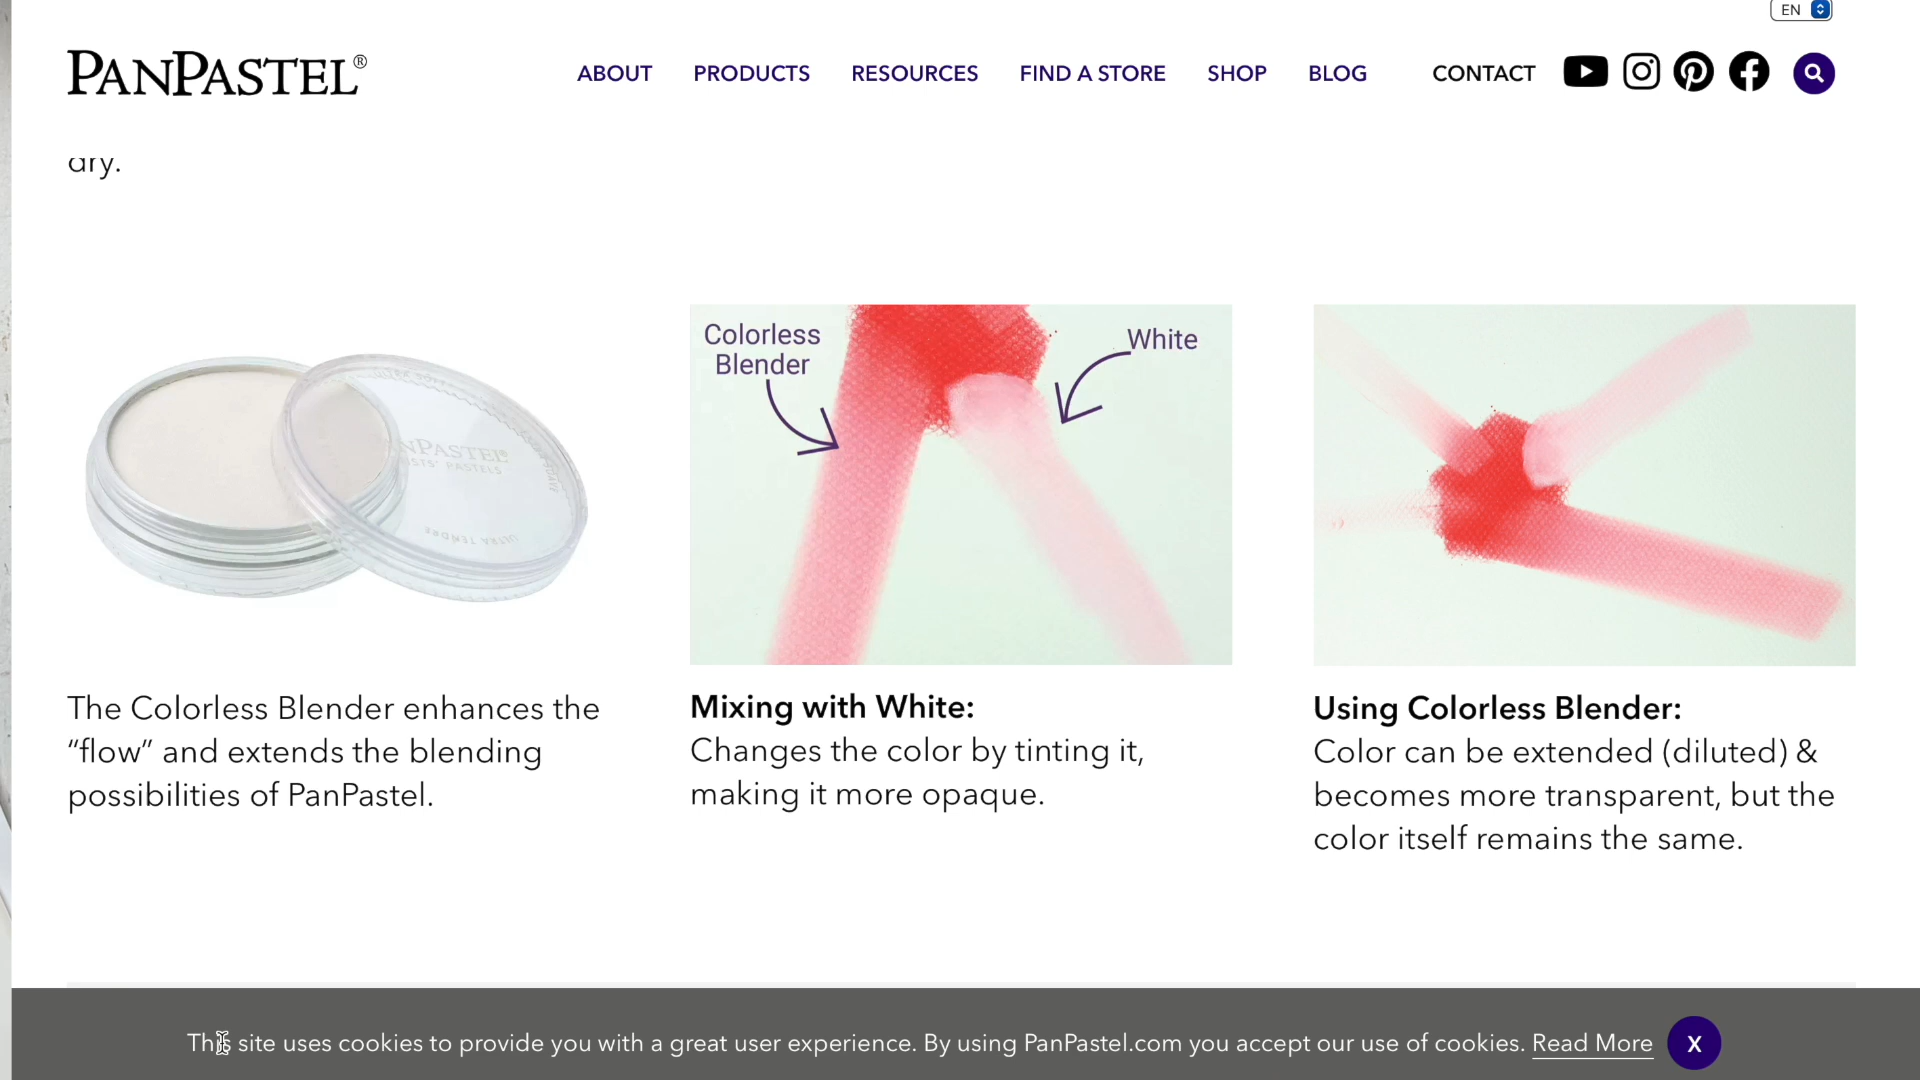 EN
PANPASTEL®
ABOUT PRODUCTS RESOURCES FIND A STORE SHOP BLOG CONTACT
dry.
Colorless
Blender
White
The Colorless Blender enhances the
“flow” and extends the blending
possibilities of PanPastel.
Mixing with White:
Changes the color by tinting it,
making it more opaque.
Using Colorless Blender:
Color can be extended (diluted) &
becomes more transparent, but the
color itself remains the same.
This site uses cookies to provide you with a great user experience. By using PanPastel.com you accept our use of cookies. Read More X